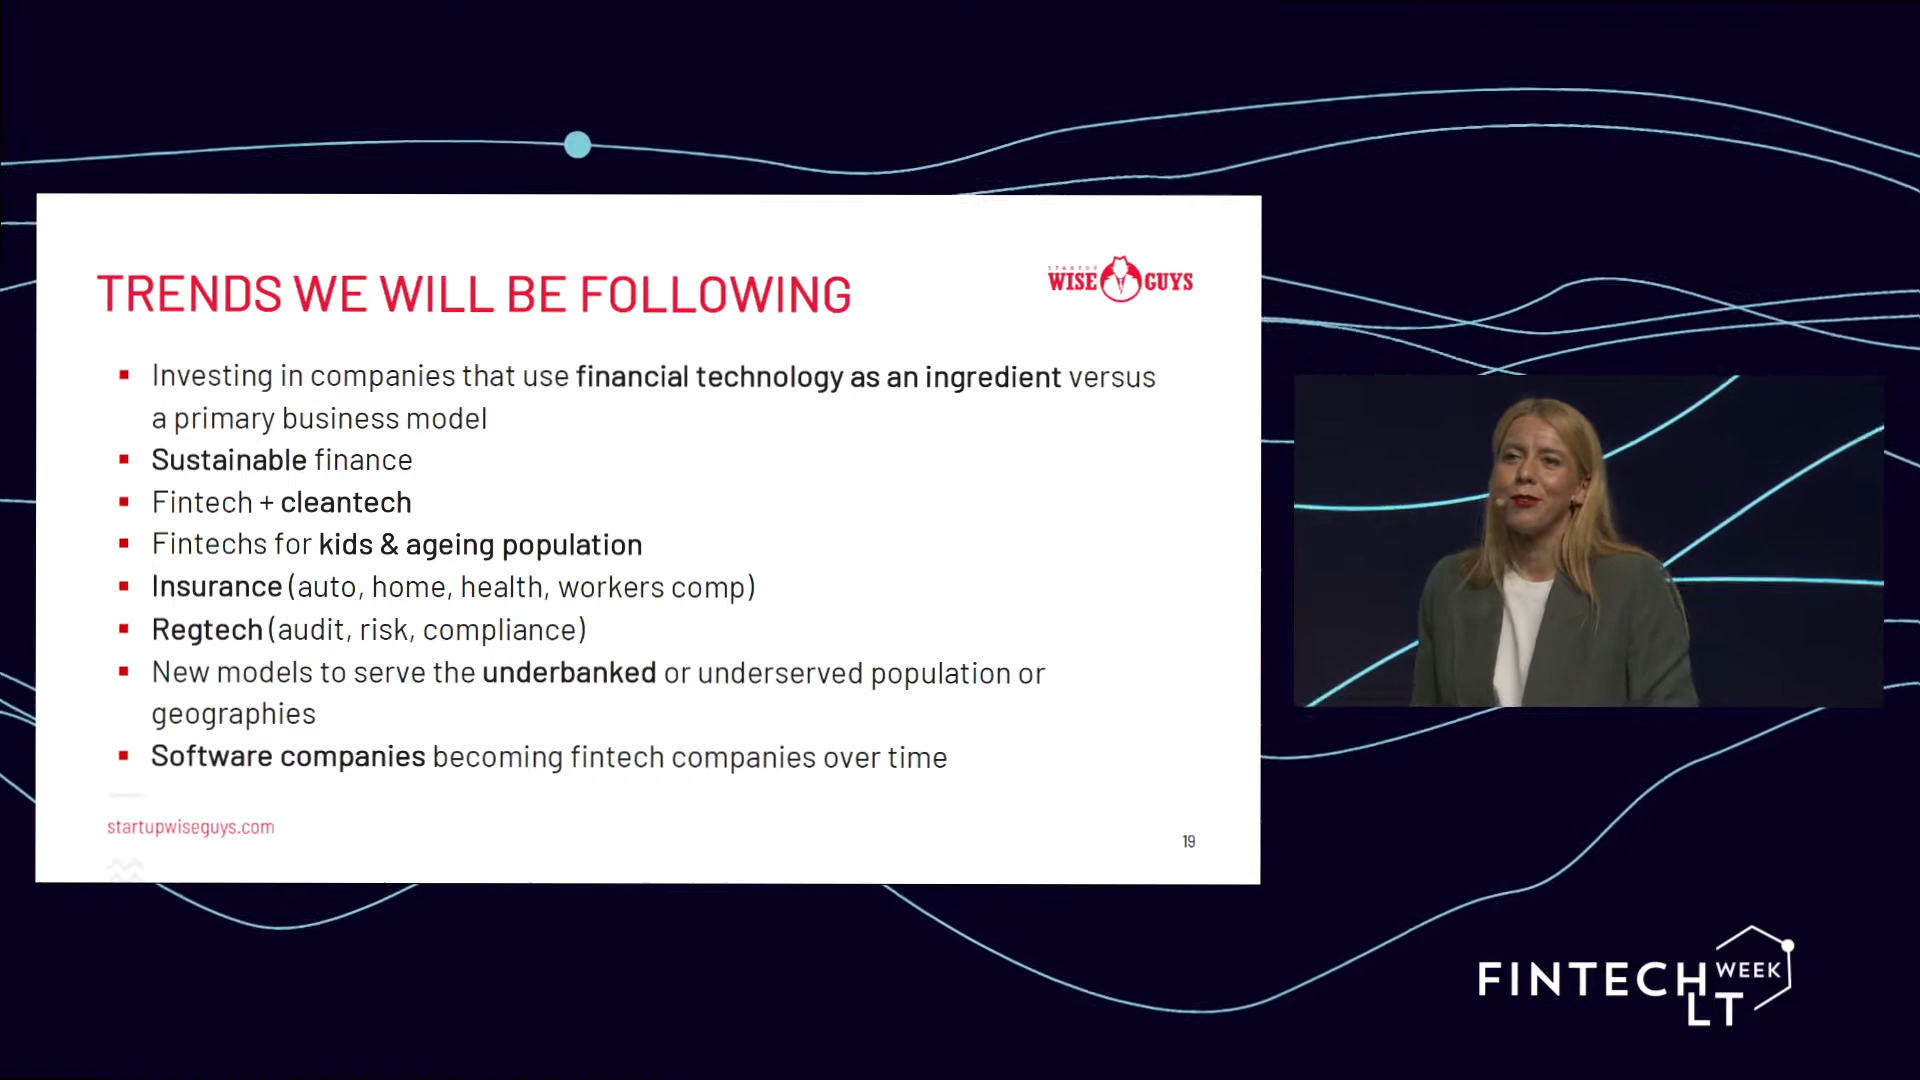 TRENDS WE WILL BE FOLLOWING
STARTUP
WISE GUYS
Investing in companies that use financial technology as an ingredient versus
a primary business model
Sustainable finance
Fintech + cleantech
Fintechs for kids & ageing population
Insurance (auto, home, health, workers comp)
Regtech (audit, risk, compliance)
New models to serve the underbanked or underserved population or
geographies
Software companies becoming fintech companies over time
startupwiseguys.com
19
FINTECH WEEK
LT